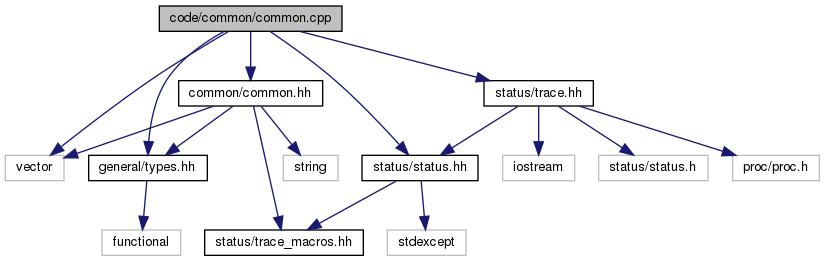 code/common/common.cpp
common/common.hh
status/trace.hh
vector
general/types.hh
string
status/status.hh
iostream
status/status.h
proc/proc.h
functional
status/trace_macros.hh
stdexcept